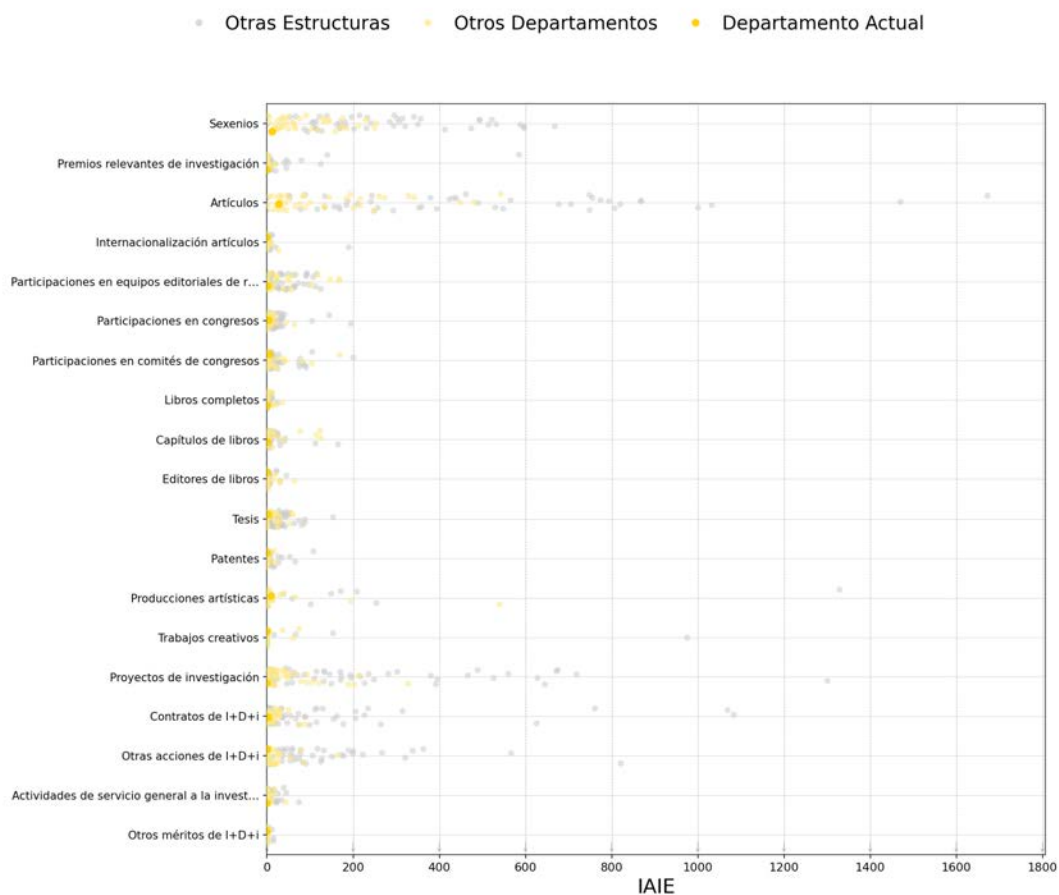 Otras Estructuras Otros Departamentos Departamento Actual
Sexenios
Premios relevantes de investigación
Artículos
Internacionalización artículos
Participaciones en equipos editoriales de r...
Participaciones en congresos
Participaciones en comités de congresos
Libros completos
Capítulos de libros
Editores de libros
Tesis
Patentes
Producciones artísticas
Trabajos creativos
Proyectos de investigación
Contratos de I+D+i
Otras acciones de I+D+i
Actividades de servicio general a la invest...
Otros méritos de I+D+i
0 200 400 600 800 1000 1200 1400 1600 1800
IAIE